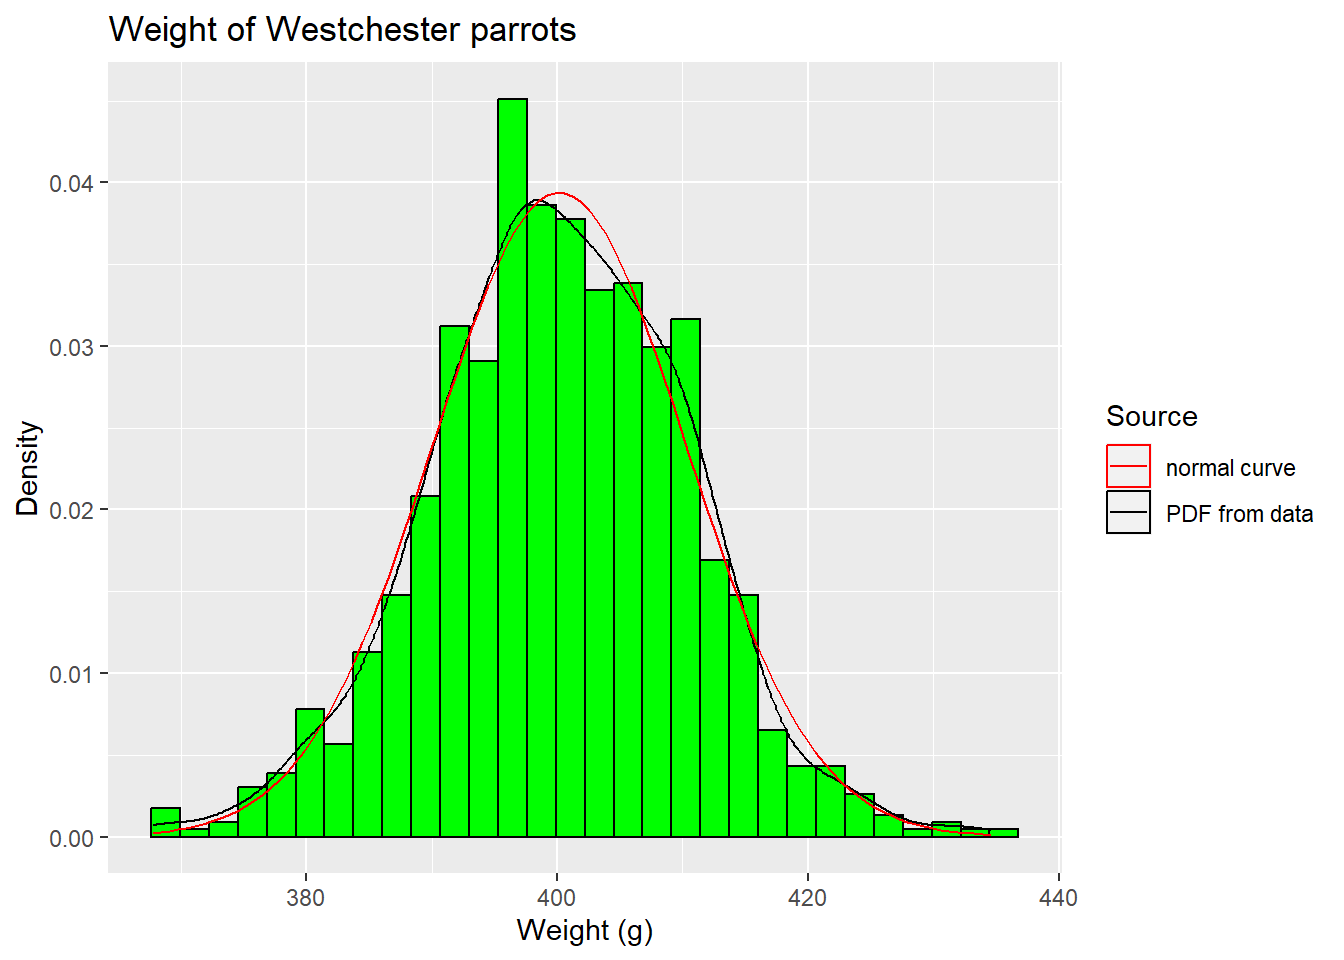 Weight of Westchester parrots
0.04
0.03
0.02
0.01
0.00
Density
380
400
420
440
Weight (g)
Source
normal curve
PDF from data